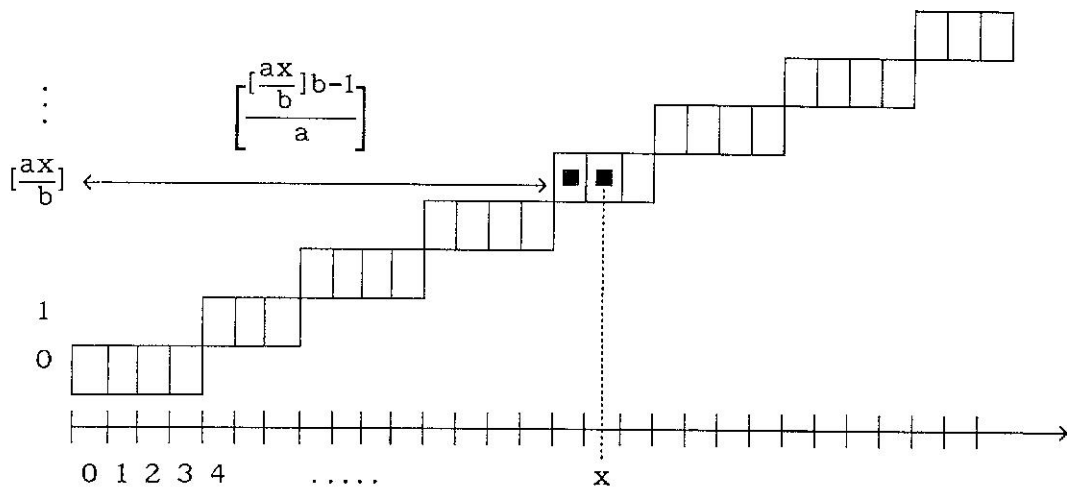 ⋮
[([ax/b]b-1)/a]
[ax/b]
1
0
0 1 2 3 4 ..... x